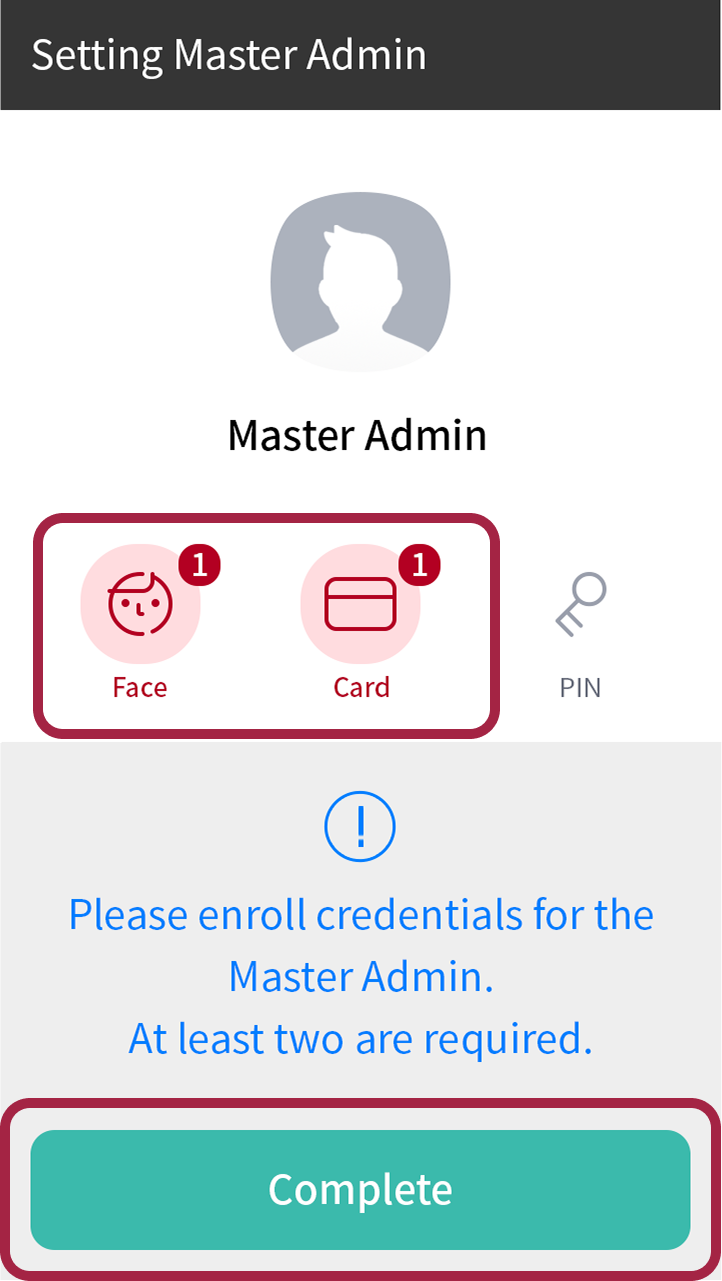 Setting Master Admin
Master Admin
1 1
Face Card PIN
!
Please enroll credentials for the
Master Admin.
At least two are required.
Complete